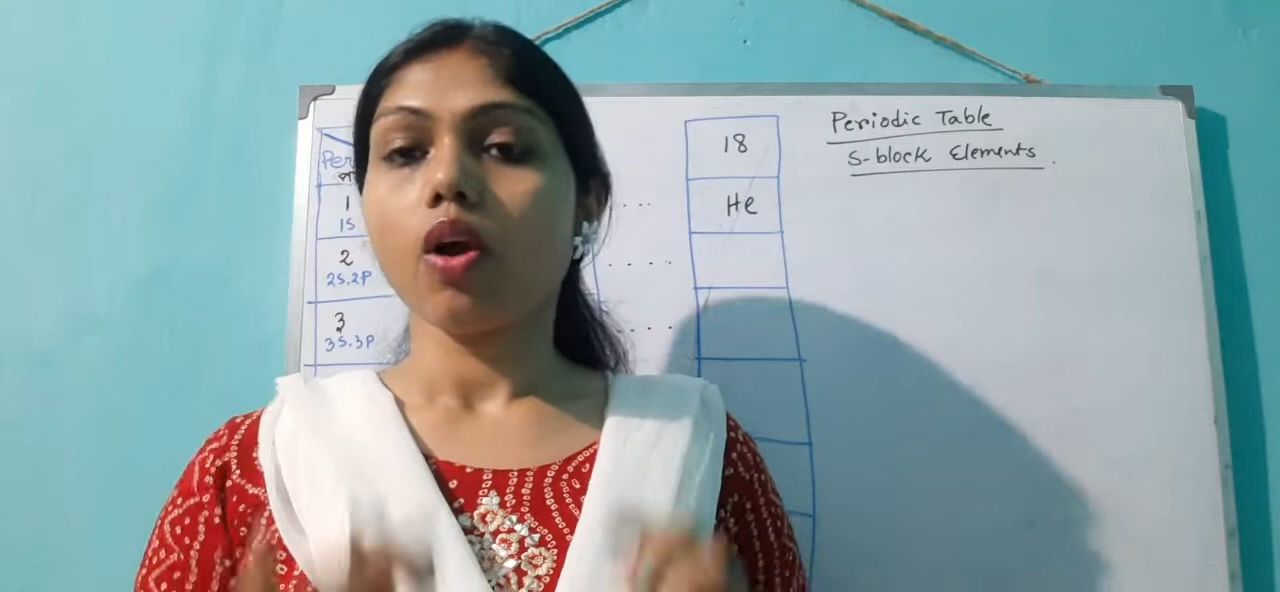 Periodic Table
S-block Elements.
18
He
1
1S
2
2S.2P
3
3S.3P